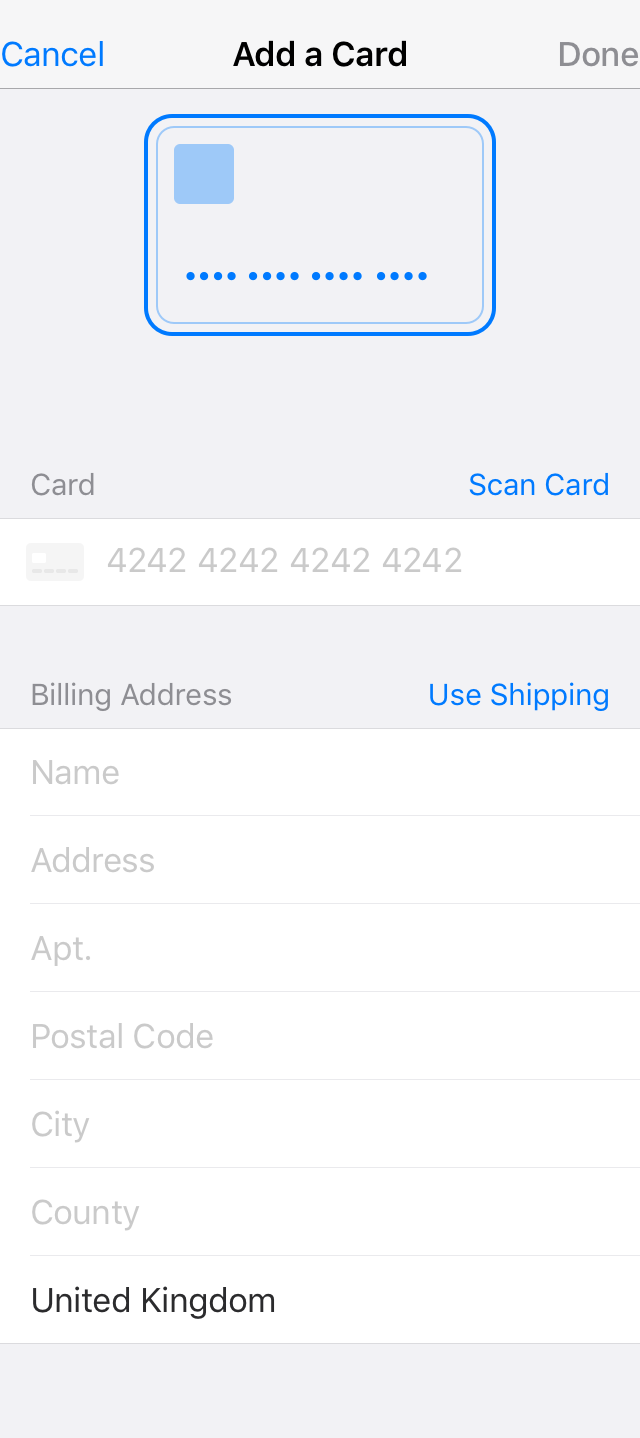 Cancel Add a Card Done
•••• •••• •••• ••••
Card Scan Card
4242 4242 4242 4242
Billing Address Use Shipping
Name
Address
Apt.
Postal Code
City
County
United Kingdom